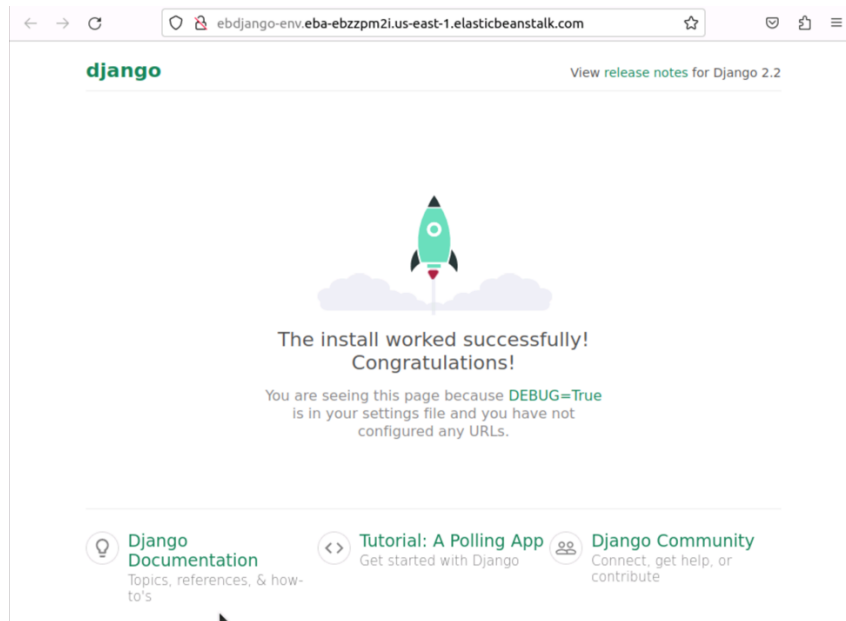 ebdjango-env.eba-ebzzpm2i.us-east-1.elasticbeanstalk.com
django
View release notes for Django 2.2
The install worked successfully!
Congratulations!
You are seeing this page because DEBUG=True
is in your settings file and you have not
configured any URLs.
Django
Documentation
Topics, references, & how-
to's
Tutorial: A Polling App
Get started with Django
Django Community
Connect, get help, or
contribute